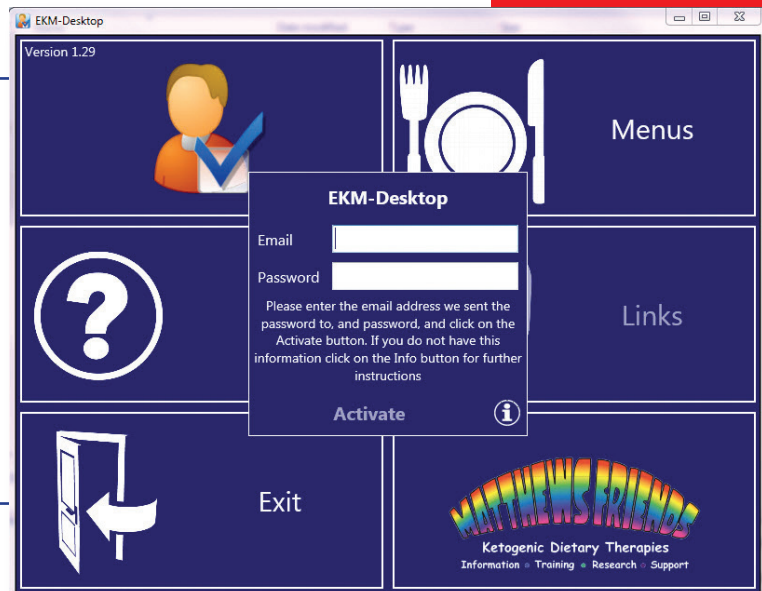 EKM-Desktop
Version 1.29
Menus
EKM-Desktop
Email
Password
Please enter the email address we sent the
password to, and password, and click on the
Activate button. If you do not have this
information click on the Info button for further
instructions
Activate
Links
Exit
MATTHEW'S FRIENDS
Ketogenic Dietary Therapies
Information Training Research Support